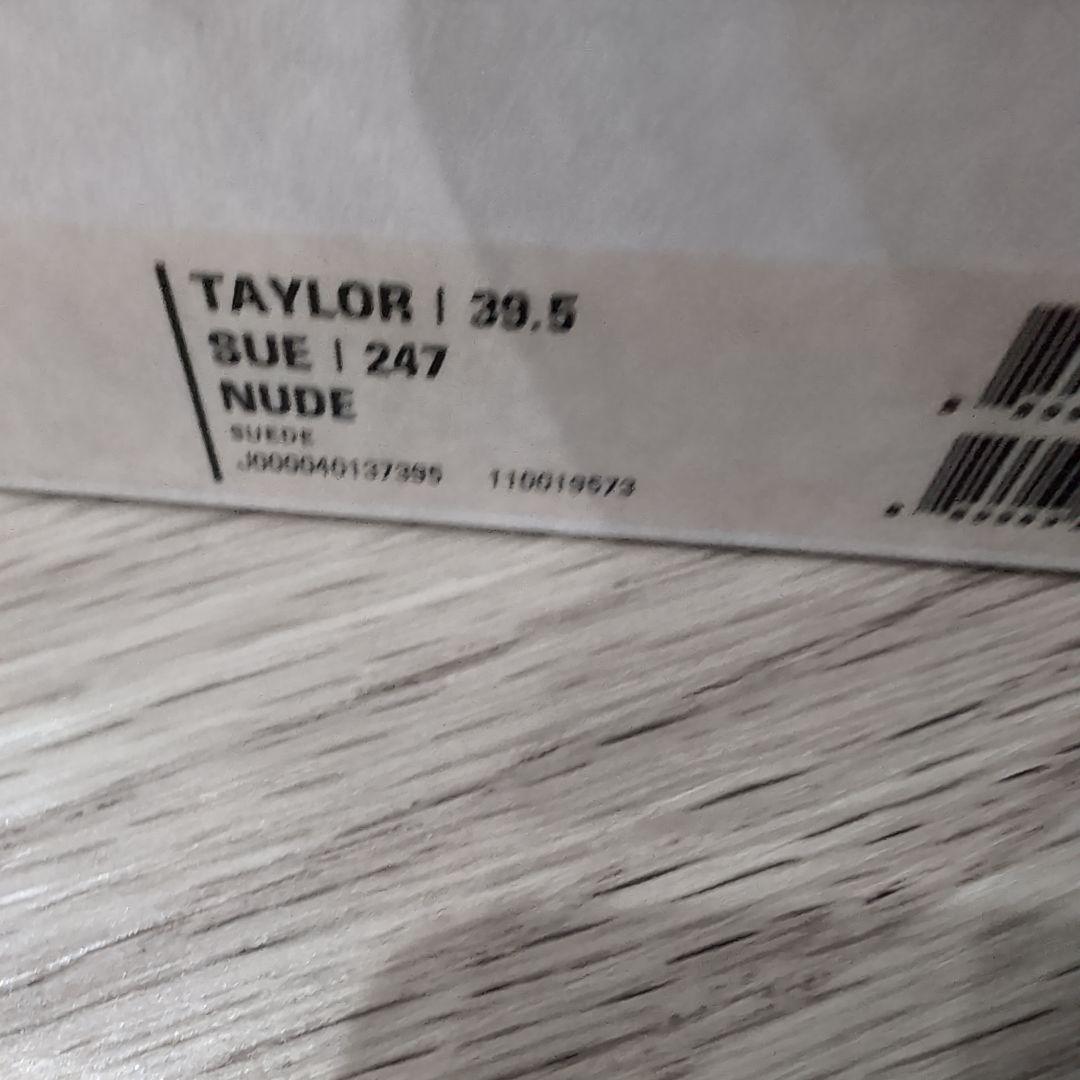 TAYLOR | 39.5
SUE | 247
NUDE
SUEDE
J000040137395 110019573